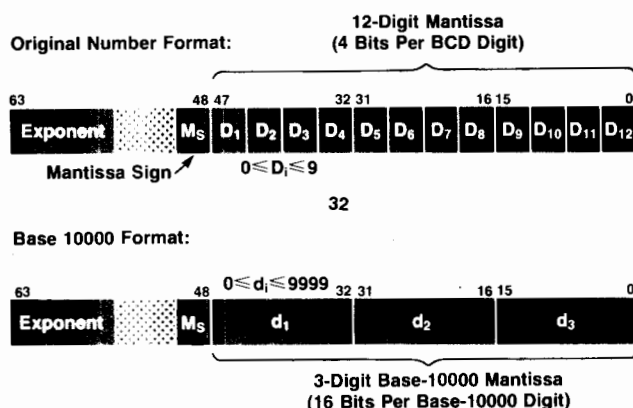 12-Digit Mantissa
Original Number Format: (4 Bits Per BCD Digit)
63 48 47 32 31 16 15 0
Exponent MS D1 D2 D3 D4 D5 D6 D7 D8 D9 D10 D11 D12
Mantissa Sign 0≤Di≤9
32
Base 10000 Format:
63 48 0≤di≤9999 32 31 16 15 0
Exponent MS d1 d2 d3
3-Digit Base-10000 Mantissa
(16 Bits Per Base-10000 Digit)